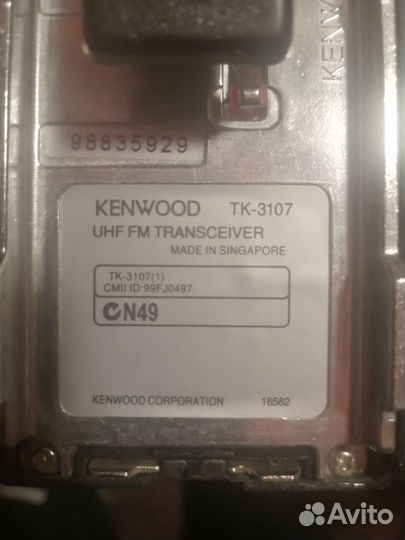 KENWOOD
98835929
KENWOOD TK-3107
UHF FM TRANSCEIVER
MADE IN SINGAPORE
TK-3107(1)
CMII ID:99FJ0497
N49
KENWOOD CORPORATION 16562
Avito